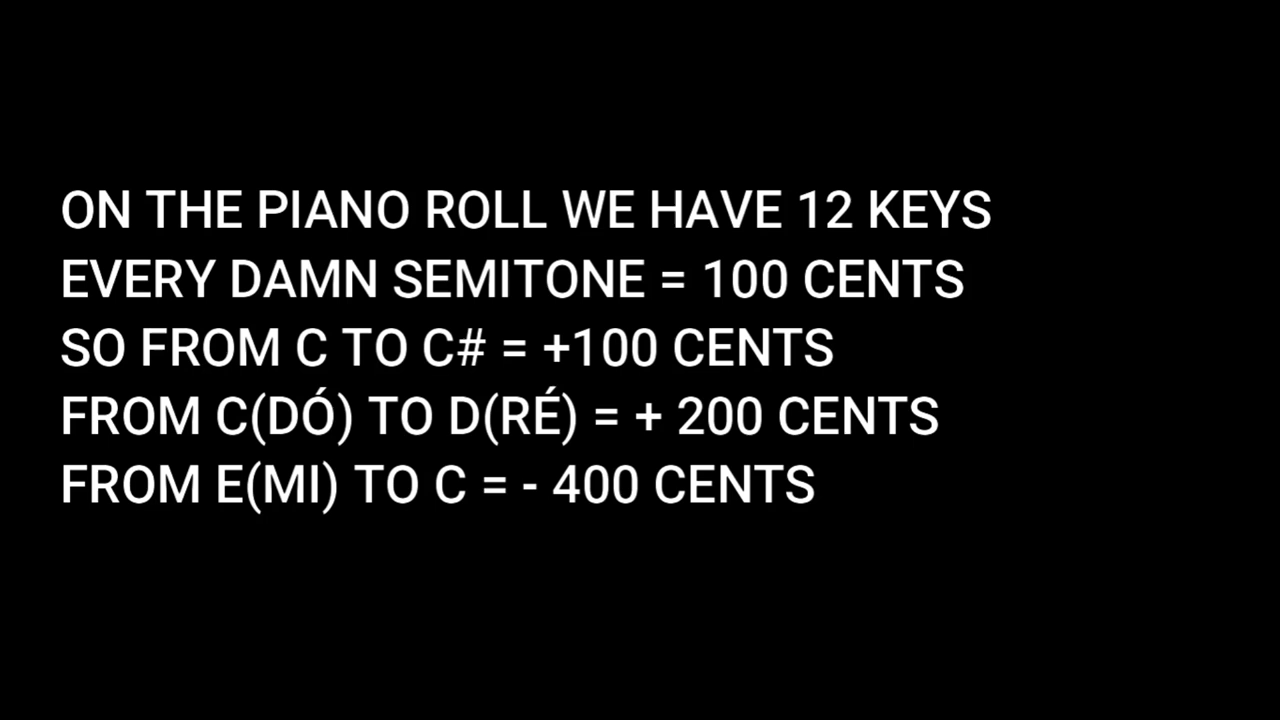 ON THE PIANO ROLL WE HAVE 12 KEYS
EVERY DAMN SEMITONE = 100 CENTS
SO FROM C TO C# = +100 CENTS
FROM C(DÓ) TO D(RÉ) = + 200 CENTS
FROM E(MI) TO C = - 400 CENTS